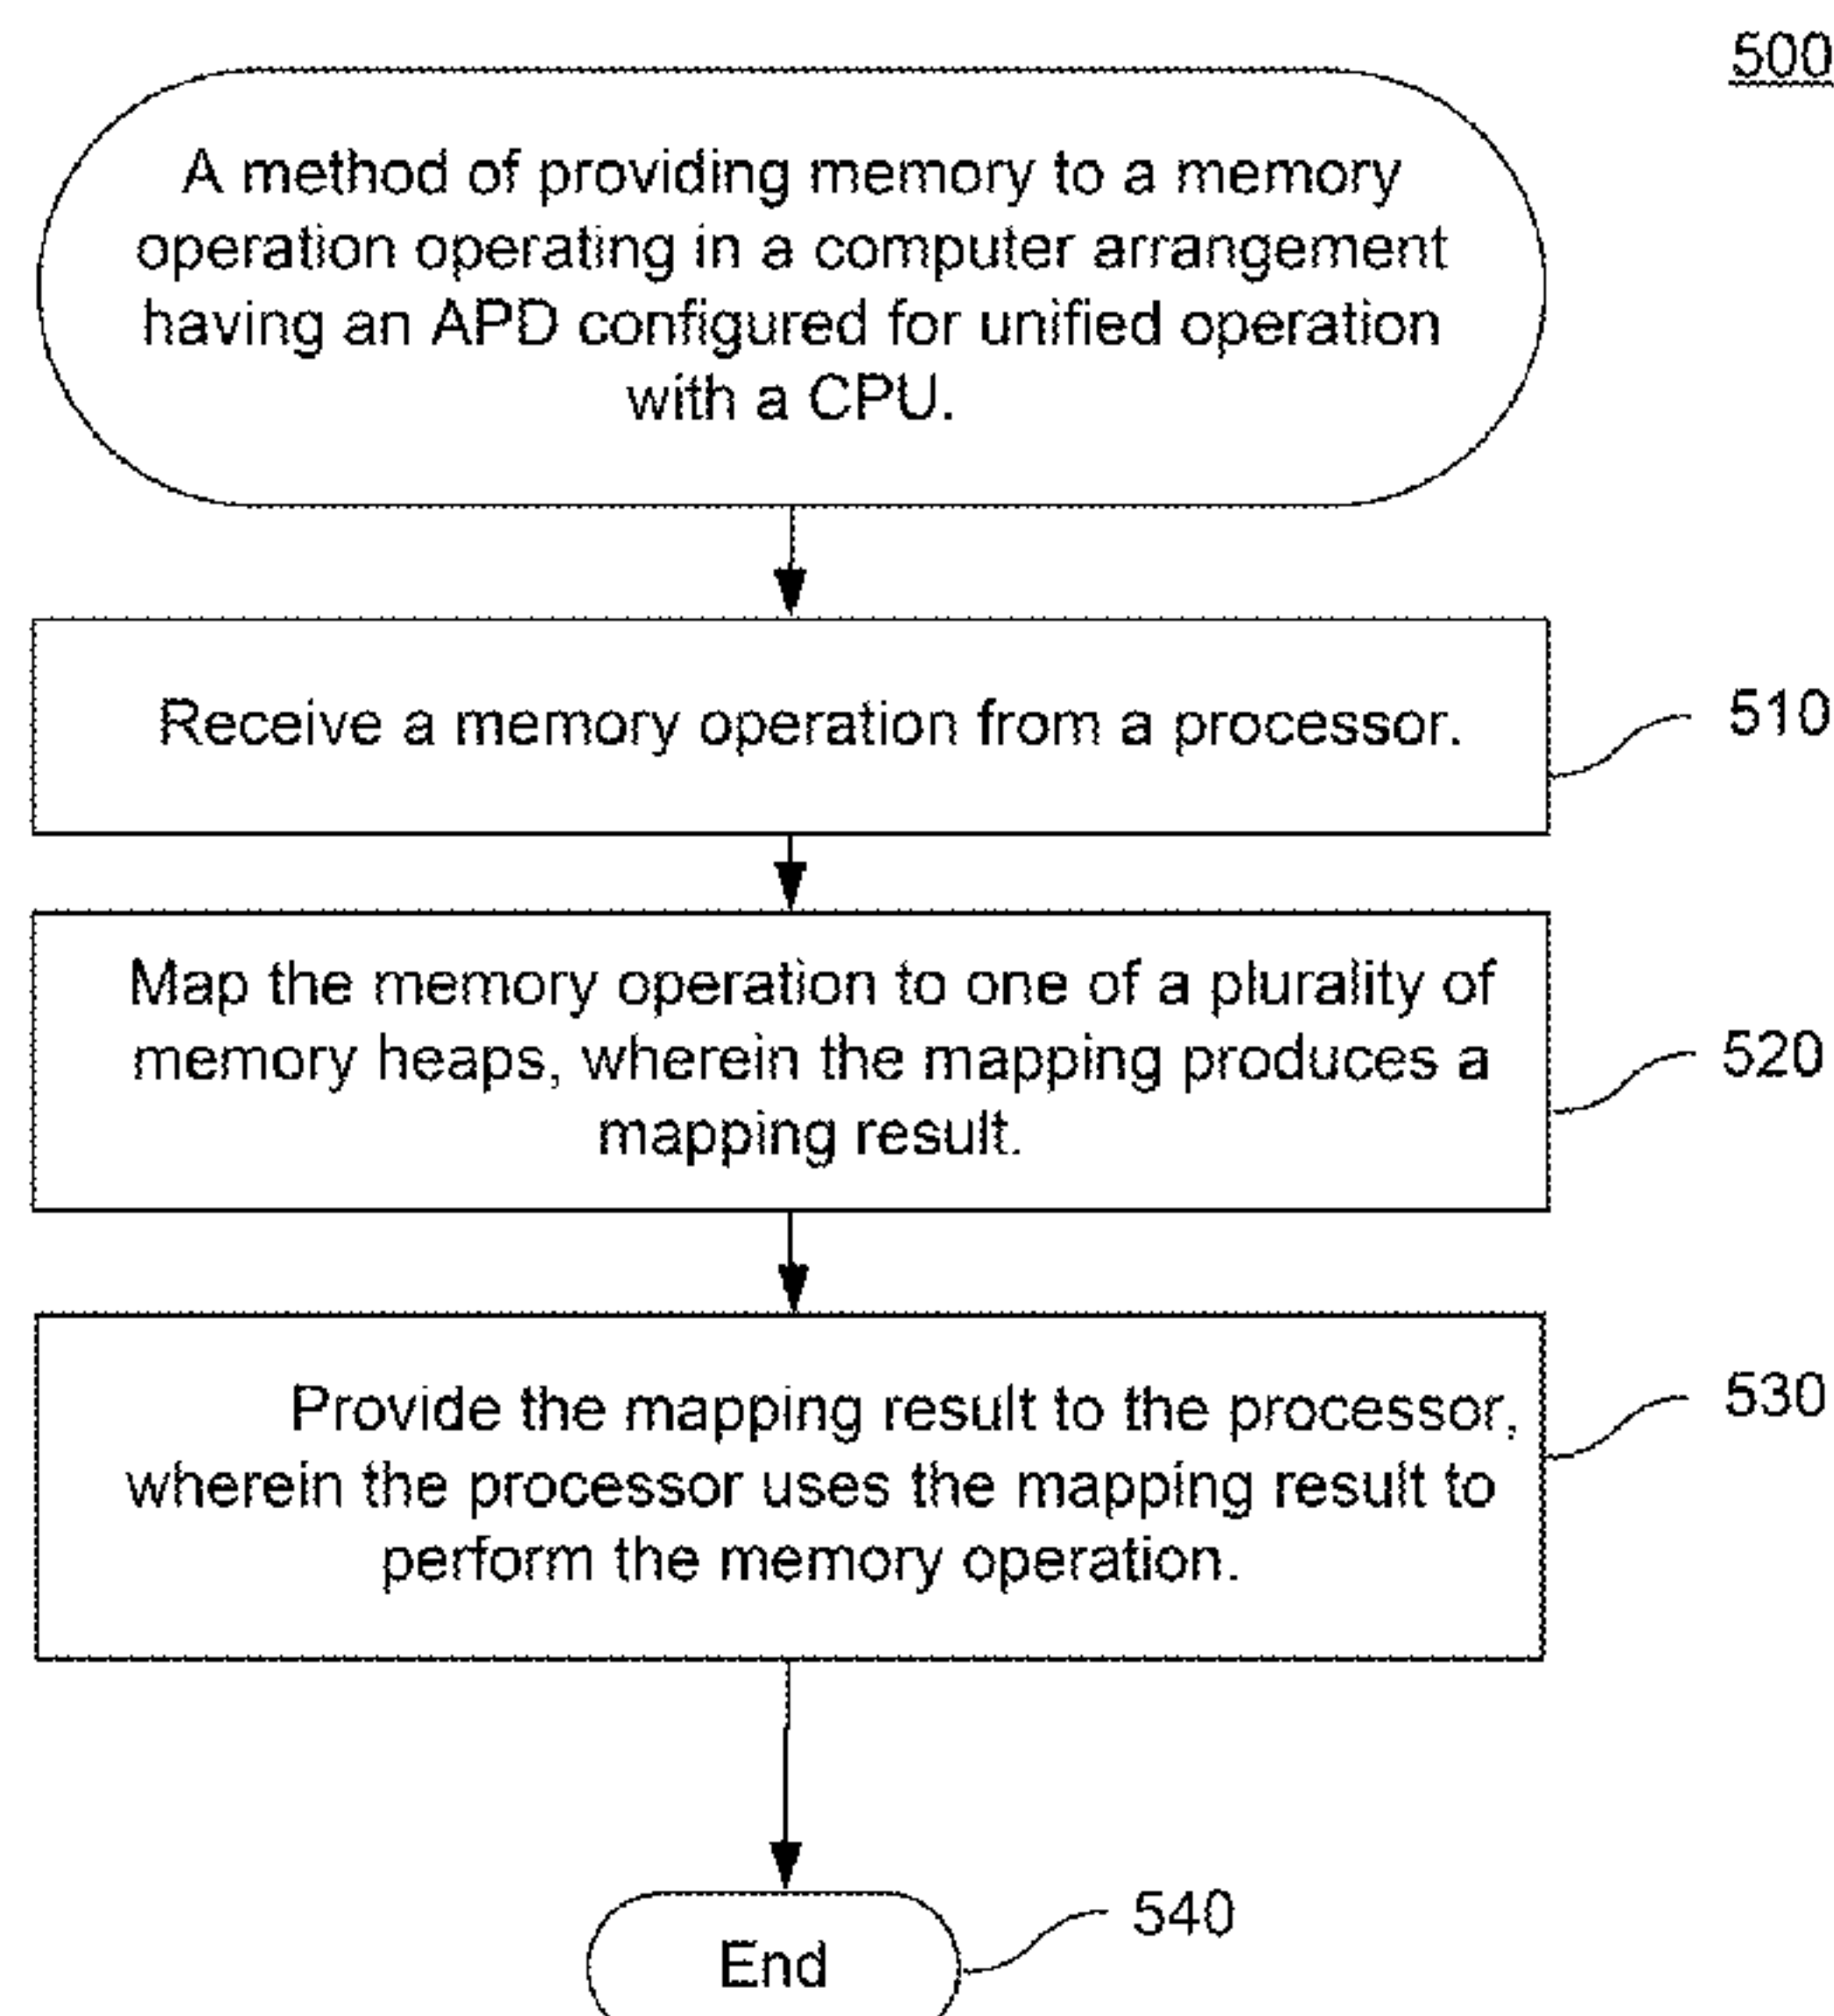 500
A method of providing memory to a memory
operation operating in a computer arrangement
having an APD configured for unified operation
with a CPU.
Receive a memory operation from a processor.
510
Map the memory operation to one of a plurality of
memory heaps, wherein the mapping produces a
mapping result.
520
Provide the mapping result to the processor,
wherein the processor uses the mapping result to
perform the memory operation.
530
End
540